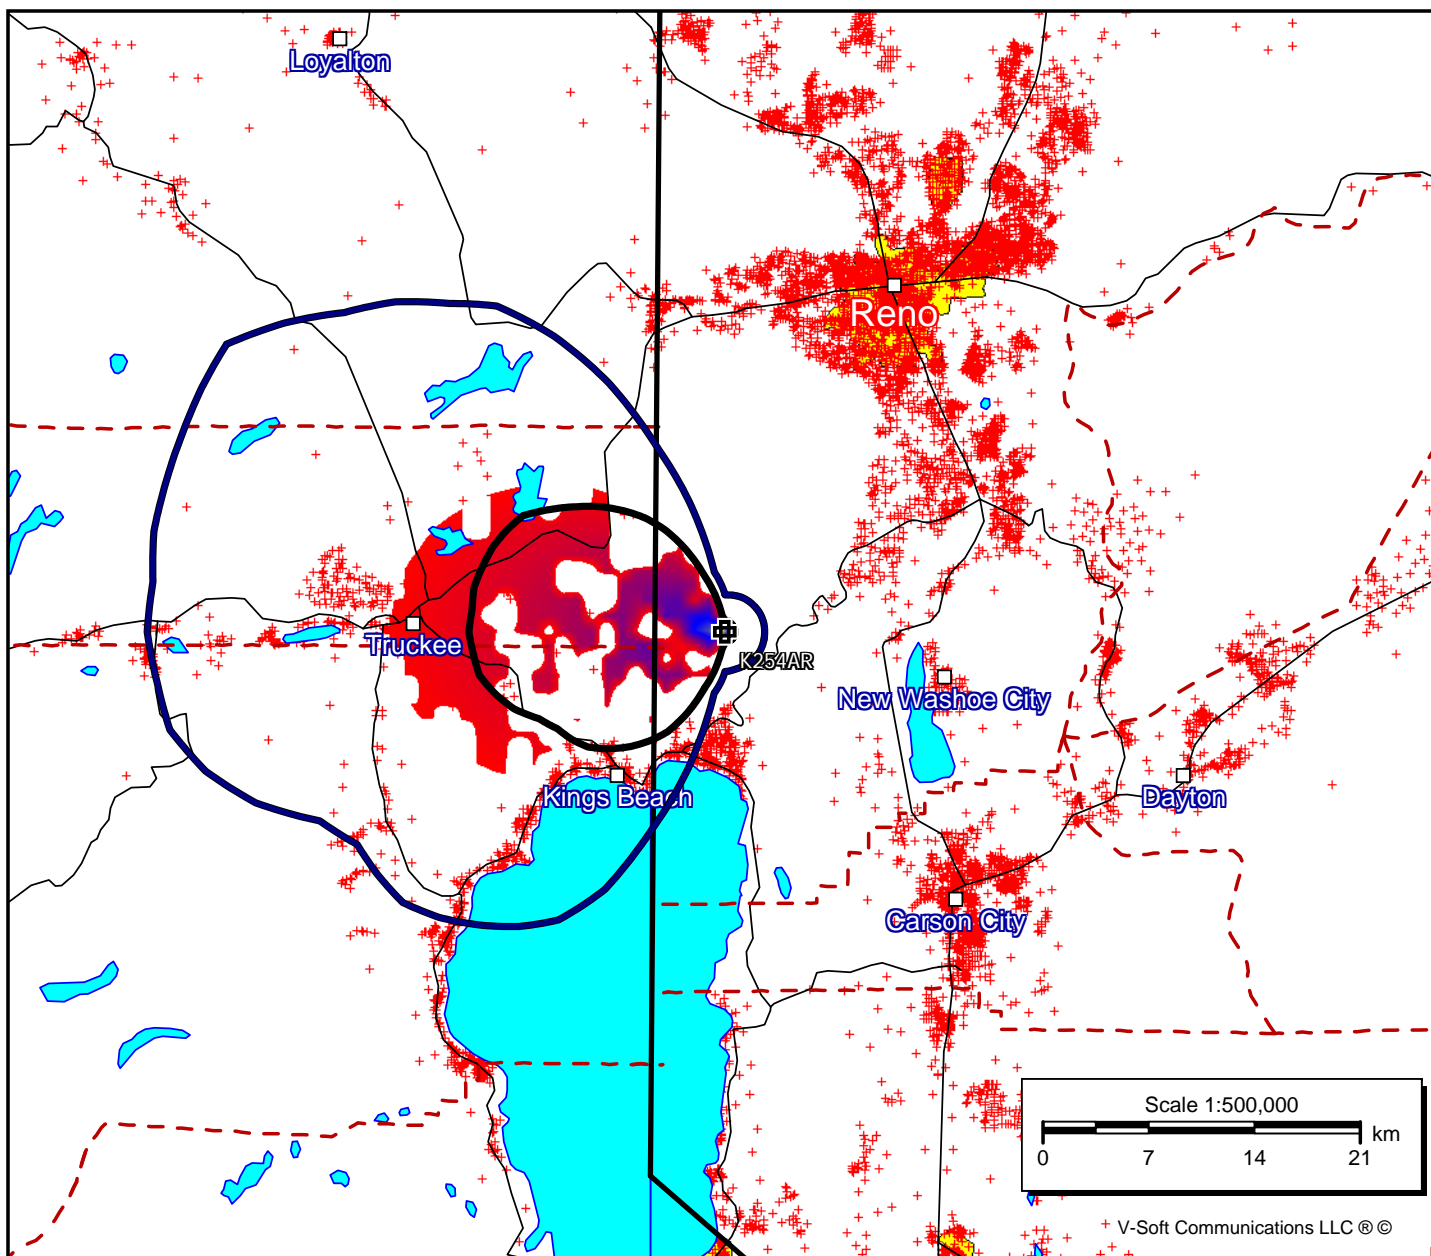 Loyalton
Reno
Truckee
K254AR
New Washoe City
Kings Beach
Dayton
Carson City
Scale 1:500,000
km
0 7 14 21
V-Soft Communications LLC ® ©